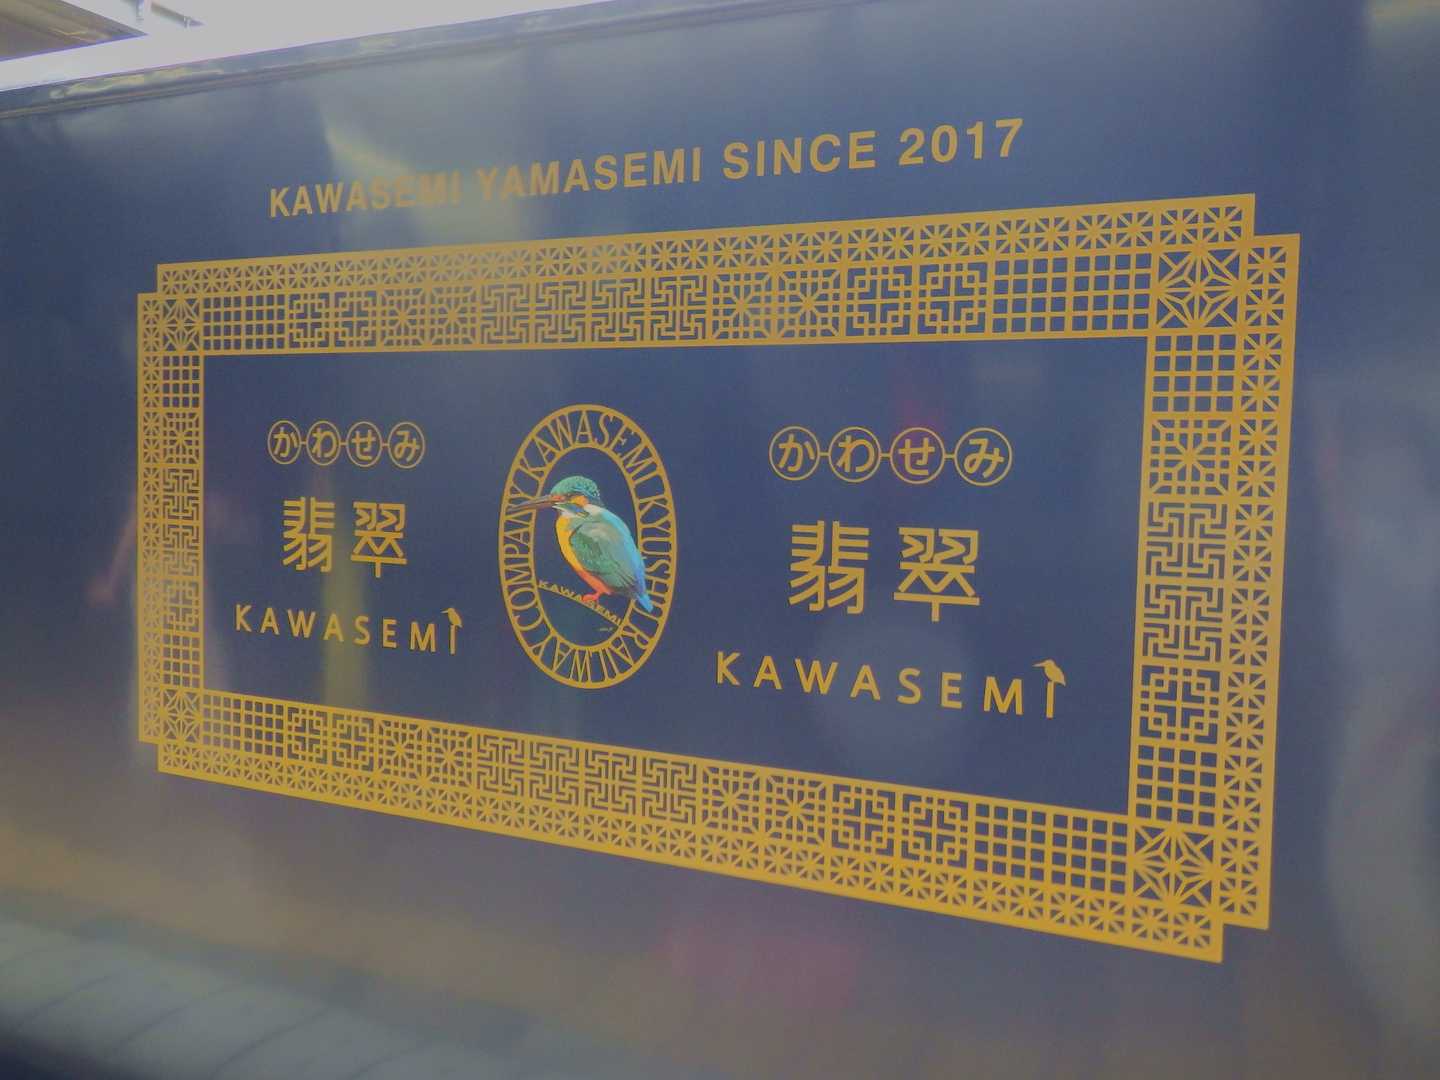 KAWASEMI YAMASEMI SINCE 2017
かわせみ
翡翠
KAWASEMI
KAWASEMI KYUSHU RAILWAY COMPANY
KAWASEMI
かわせみ
翡翠
KAWASEMI